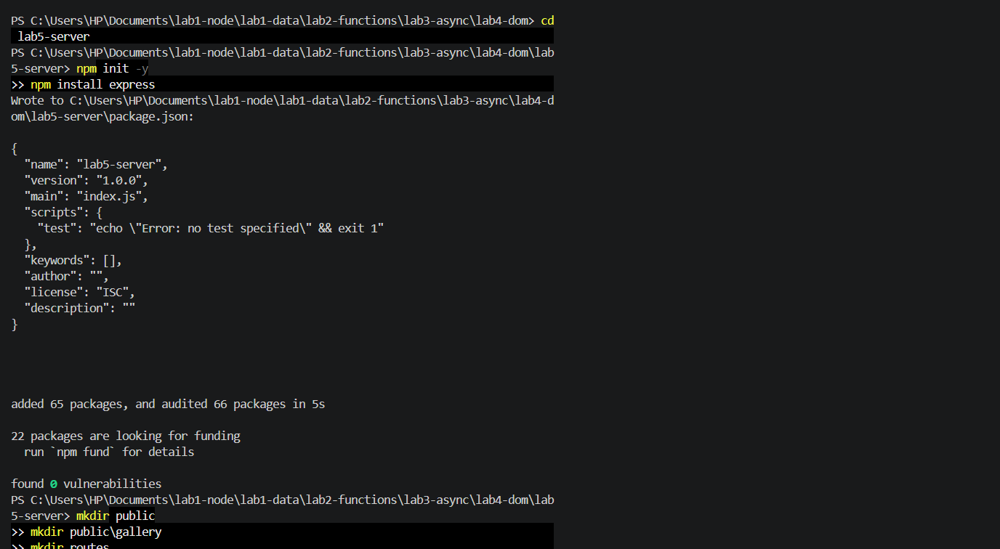 PS C:\Users\HP\Documents\lab1-node\lab1-data\lab2-functions\lab3-async\lab4-dom> cd
 lab5-server
PS C:\Users\HP\Documents\lab1-node\lab1-data\lab2-functions\lab3-async\lab4-dom\lab
5-server> npm init -y
>> npm install express
Wrote to C:\Users\HP\Documents\lab1-node\lab1-data\lab2-functions\lab3-async\lab4-d
om\lab5-server\package.json:

{
  "name": "lab5-server",
  "version": "1.0.0",
  "main": "index.js",
  "scripts": {
    "test": "echo \"Error: no test specified\" && exit 1"
  },
  "keywords": [],
  "author": "",
  "license": "ISC",
  "description": ""
}

added 65 packages, and audited 66 packages in 5s

22 packages are looking for funding
  run `npm fund` for details

found 0 vulnerabilities
PS C:\Users\HP\Documents\lab1-node\lab1-data\lab2-functions\lab3-async\lab4-dom\lab
5-server> mkdir public
>> mkdir public\gallery
>> mkdir routes